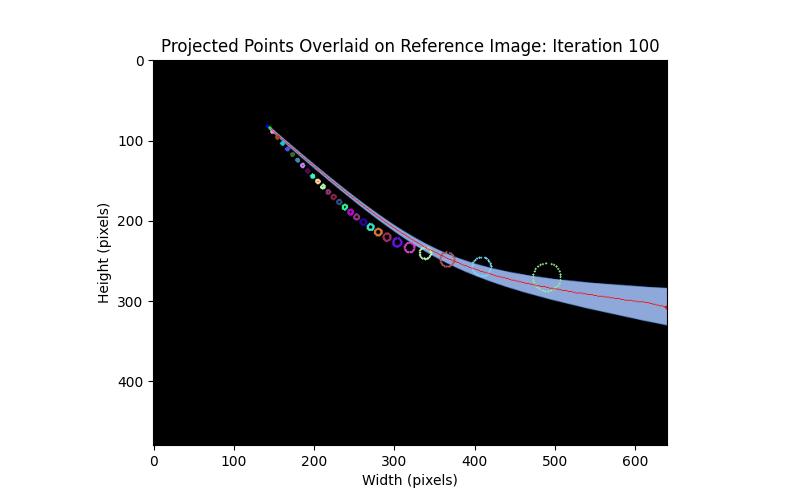 Projected Points Overlaid on Reference Image: Iteration 100
0
100
200
300
400
Height (pixels)
0 100 200 300 400 500 600
Width (pixels)